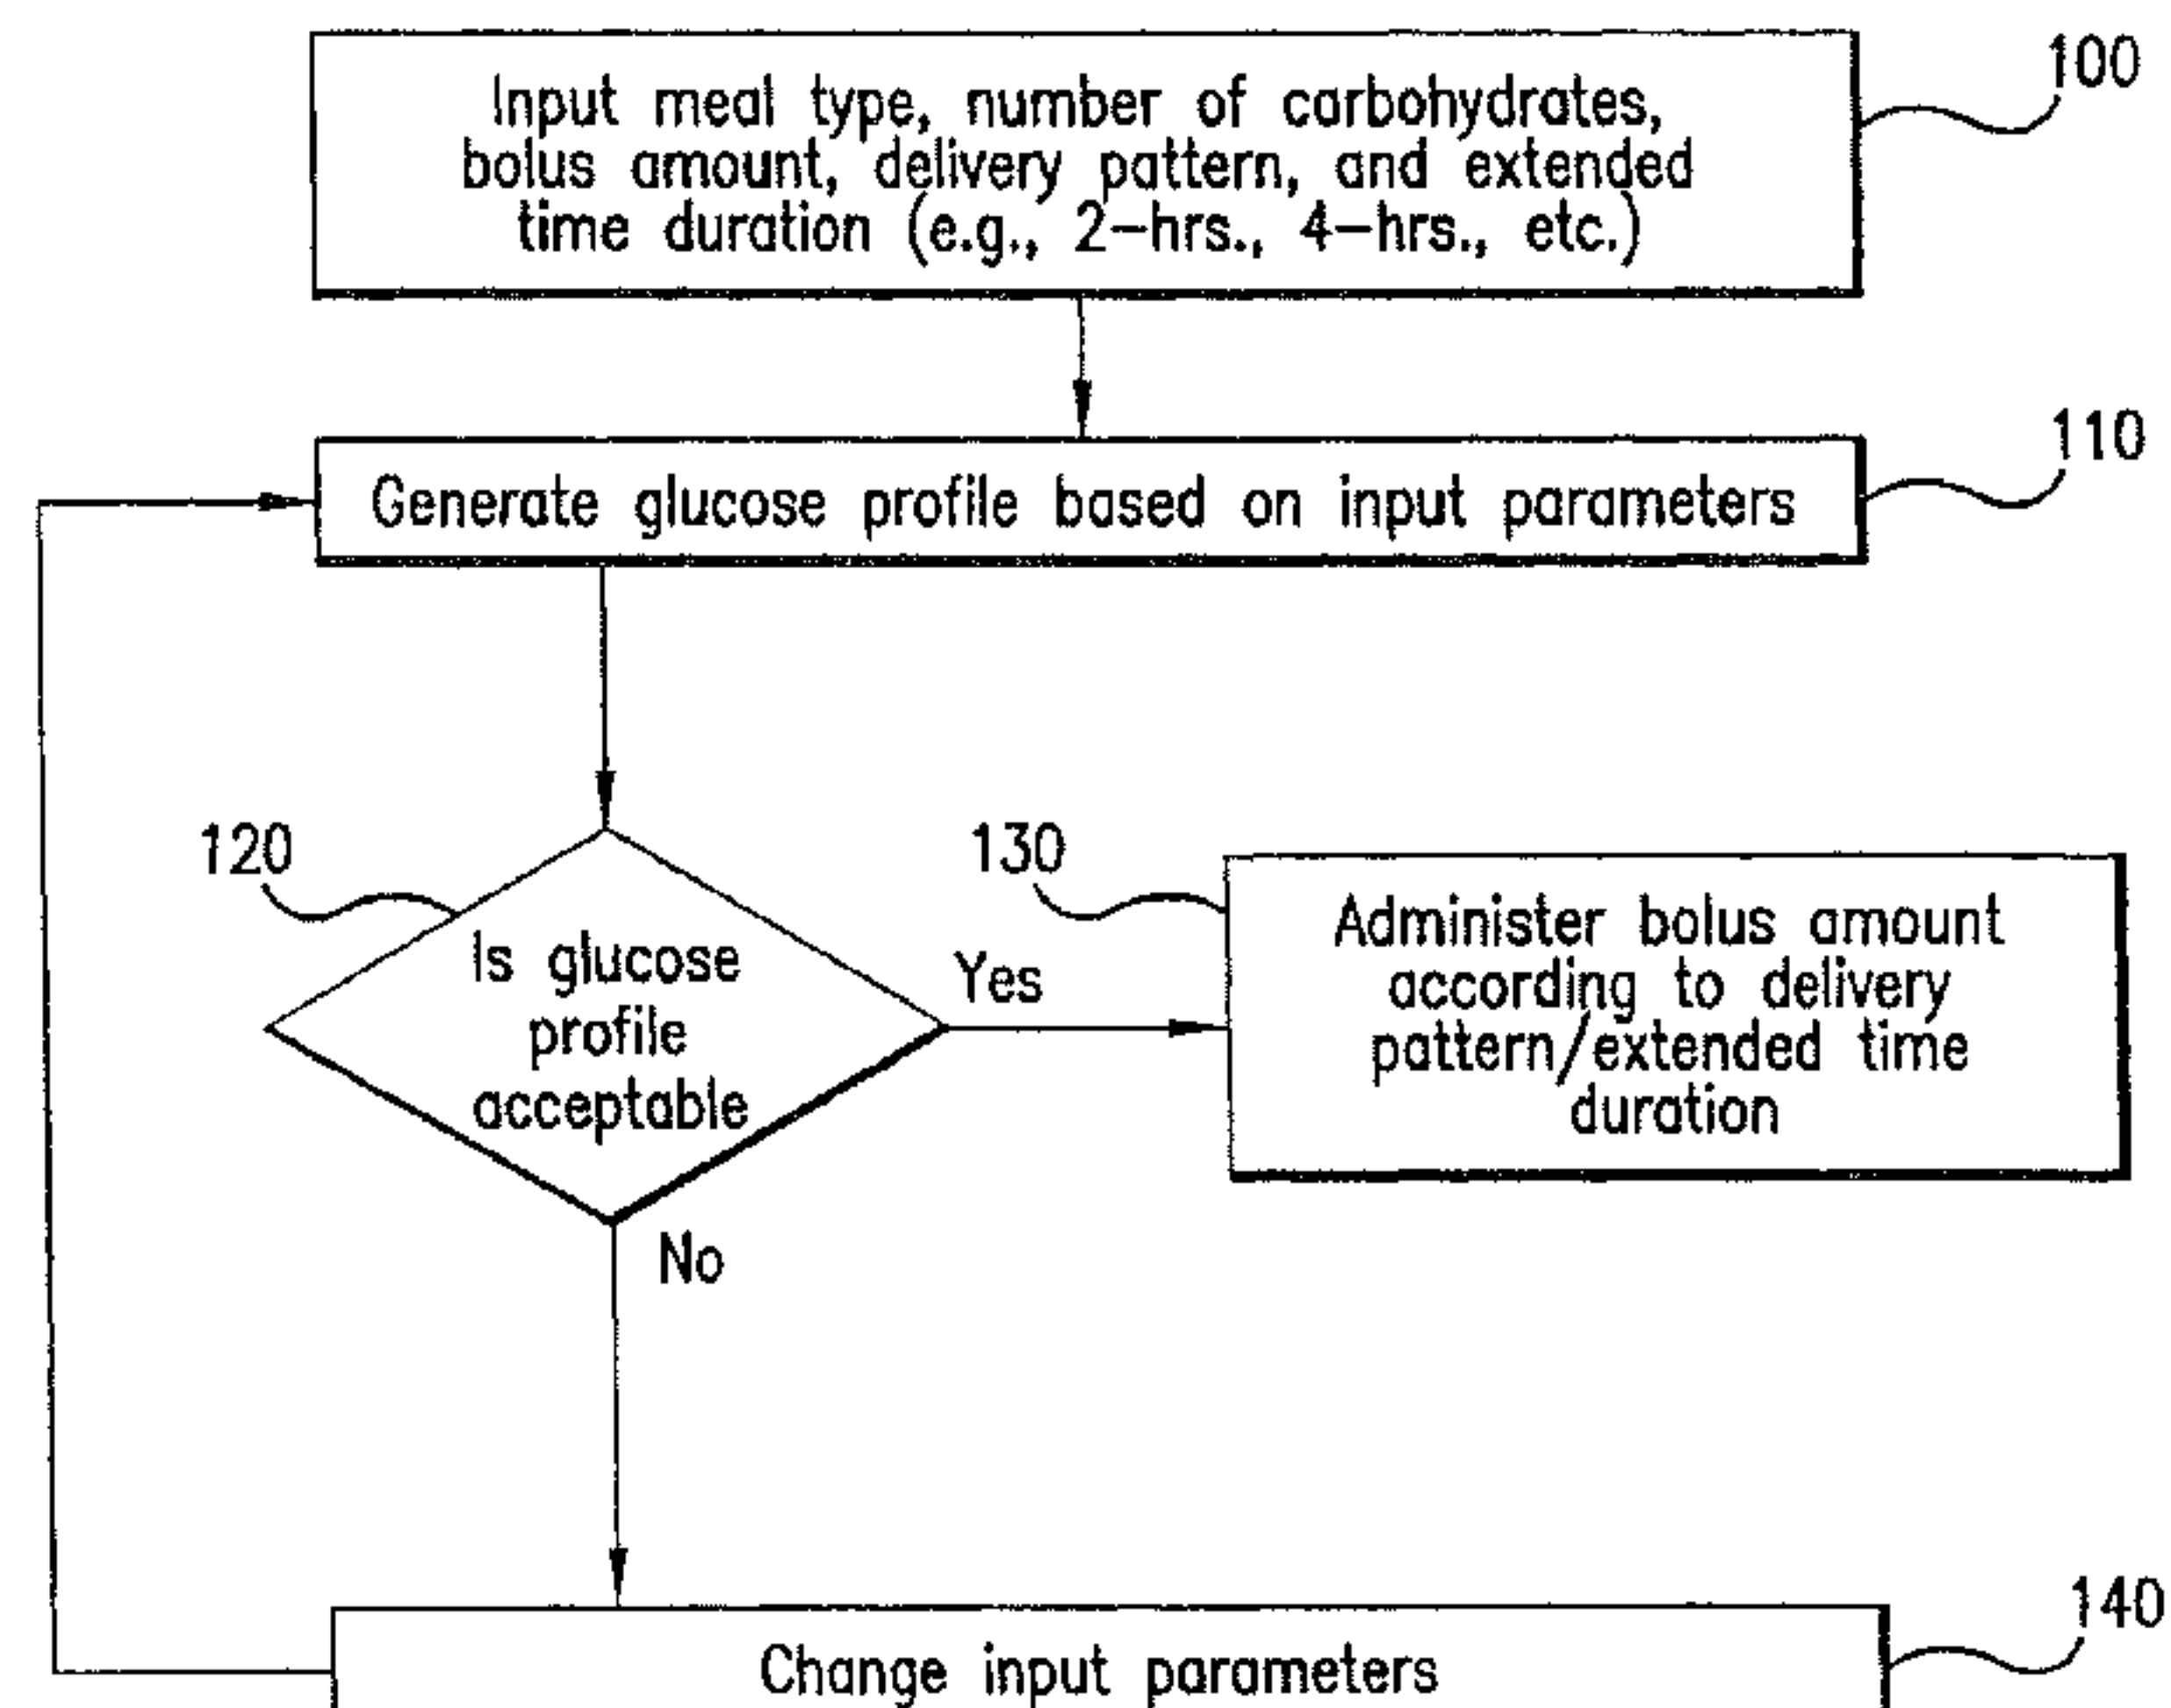 100
Input meal type, number of carbohydrates,
bolus amount, delivery pattern, and extended
time duration (e.g., 2-hrs., 4-hrs., etc.)
110
Generate glucose profile based on input parameters
120
Is glucose
profile
acceptable
Yes
No
130
Administer bolus amount
according to delivery
pattern/extended time
duration
140
Change input parameters